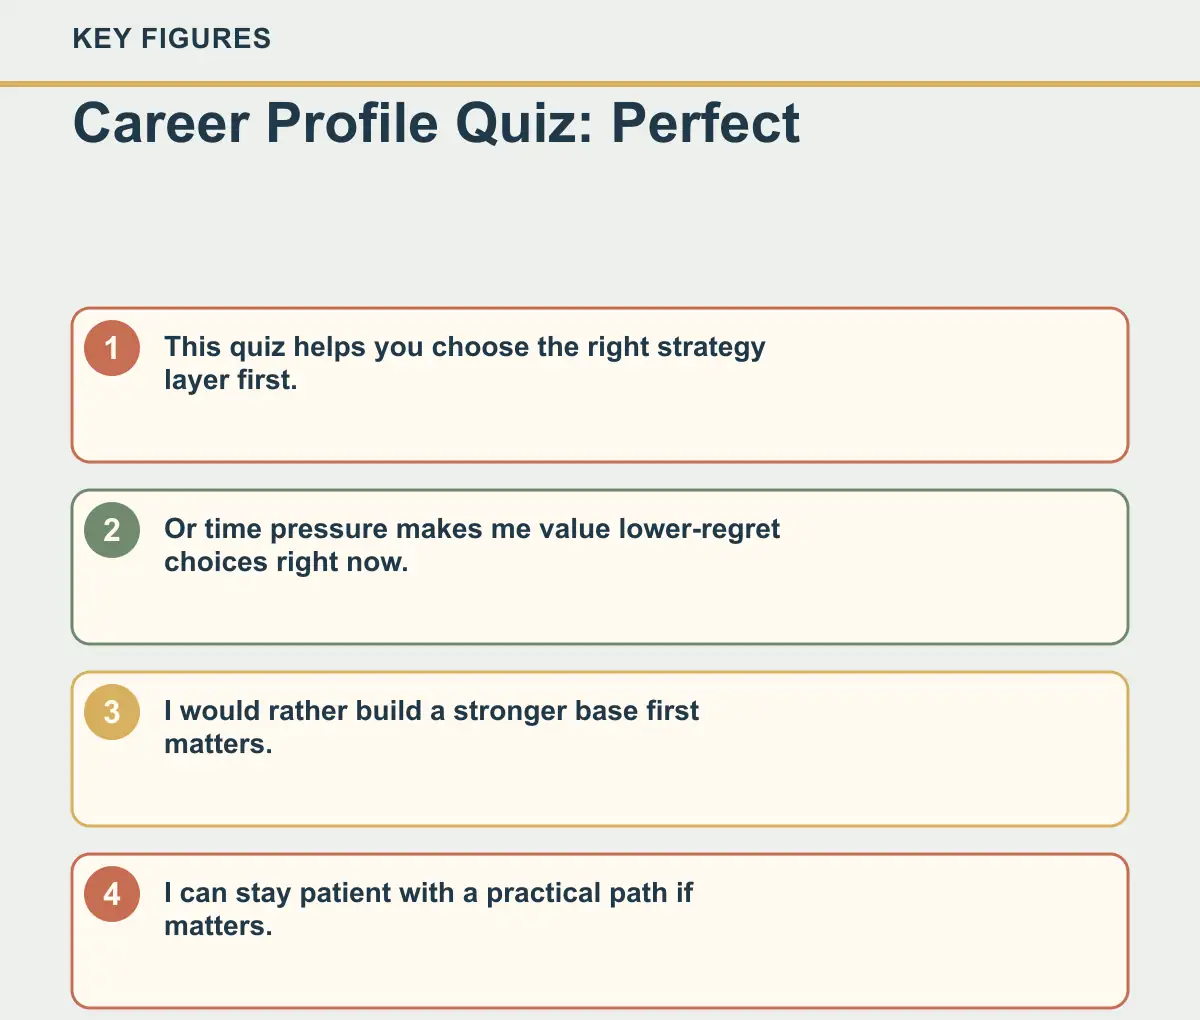 KEY FIGURES
Career Profile Quiz: Perfect
1
This quiz helps you choose the right strategy
layer first.
2
Or time pressure makes me value lower-regret
choices right now.
3
I would rather build a stronger base first
matters.
4
I can stay patient with a practical path if
matters.